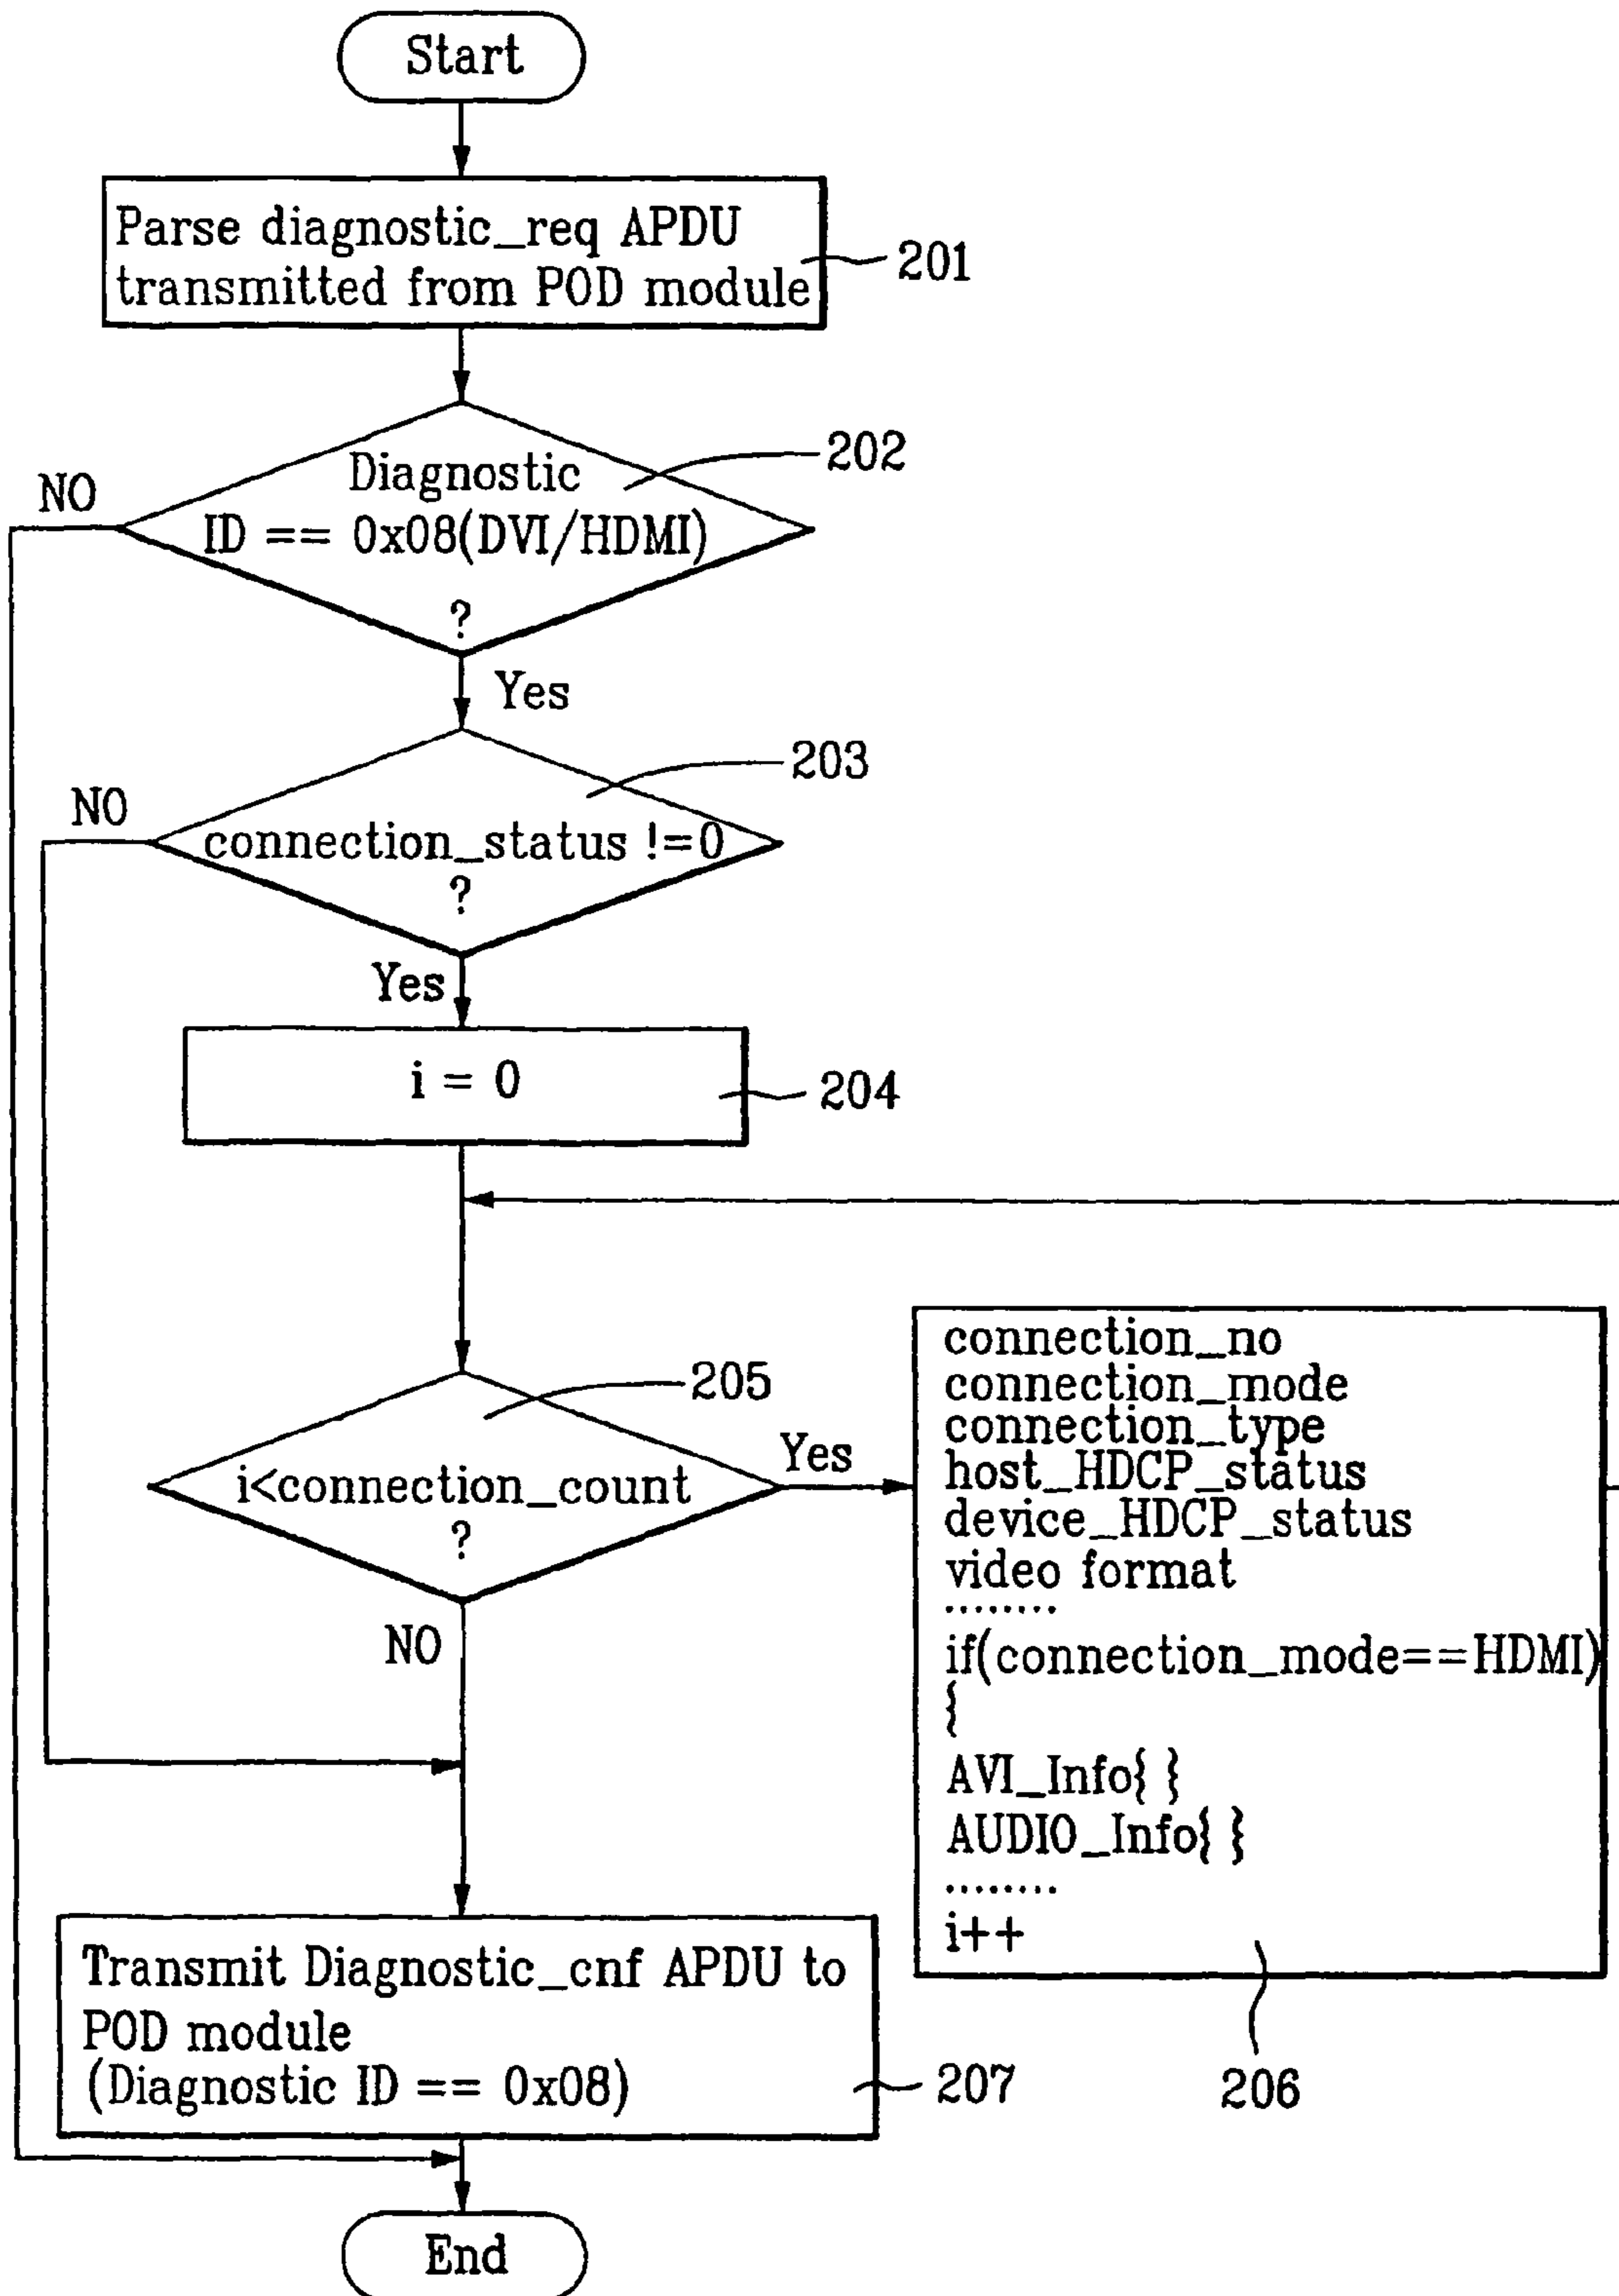 Start
Parse diagnostic_req APDU
transmitted from POD module
201
202
NO
Diagnostic
ID == 0x08(DVI/HDMI)
?
Yes
203
NO
connection_status !=0
?
Yes
i = 0
204
205
i<connection_count
?
Yes
NO
connection_no
connection_mode
connection_type
host_HDCP_status
device_HDCP_status
video format
........
if(connection_mode==HDMI)
{
AVI_Info{ }
AUDIO_Info{ }
........
i++
206
Transmit Diagnostic_cnf APDU to
POD module
(Diagnostic ID == 0x08)
207
End